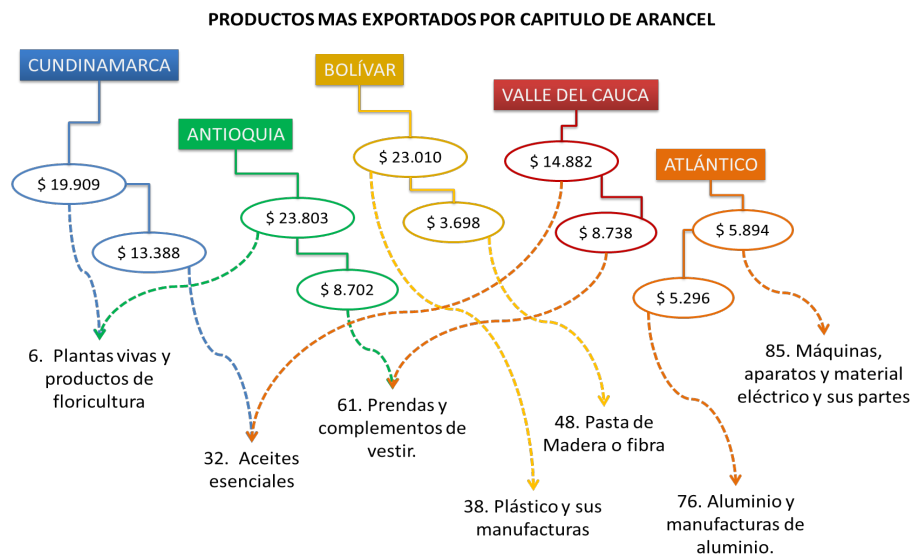 PRODUCTOS MAS EXPORTADOS POR CAPITULO DE ARANCEL
CUNDINAMARCA
BOLÍVAR
VALLE DEL CAUCA
ANTIOQUIA
ATLÁNTICO
$ 19.909
$ 23.010
$ 14.882
$ 23.803
$ 3.698
$ 8.738
$ 5.894
$ 13.388
$ 8.702
$ 5.296
6. Plantas vivas y
productos de
floricultura
85. Máquinas,
aparatos y material
eléctrico y sus partes
61. Prendas y
complementos de
vestir.
48. Pasta de
Madera o fibra
32. Aceites
esenciales
38. Plástico y sus
manufacturas
76. Aluminio y
manufacturas de
aluminio.